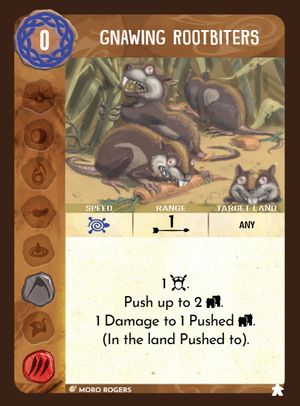 0
GNAWING ROOTBITERS
SPEED
RANGE
TARGET LAND
1
ANY
1 .
Push up to 2 .
1 Damage to 1 Pushed .
(In the land Pushed to).
MORO ROGERS